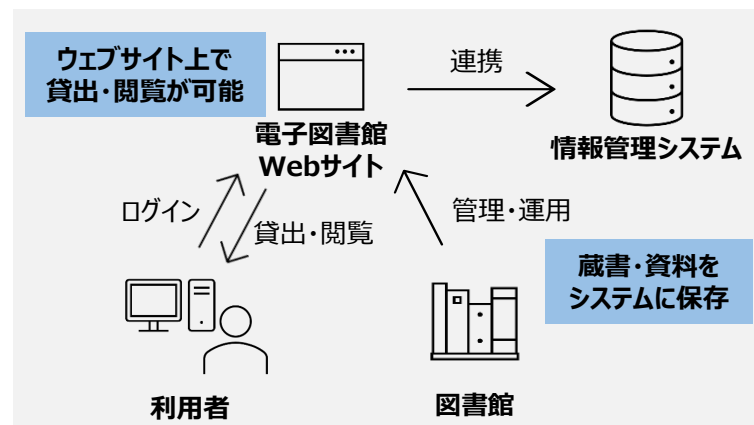 ウェブサイト上で
貸出・閲覧が可能
連携
電子図書館
Webサイト
情報管理システム
ログイン
貸出・閲覧
管理・運用
蔵書・資料を
システムに保存
利用者
図書館